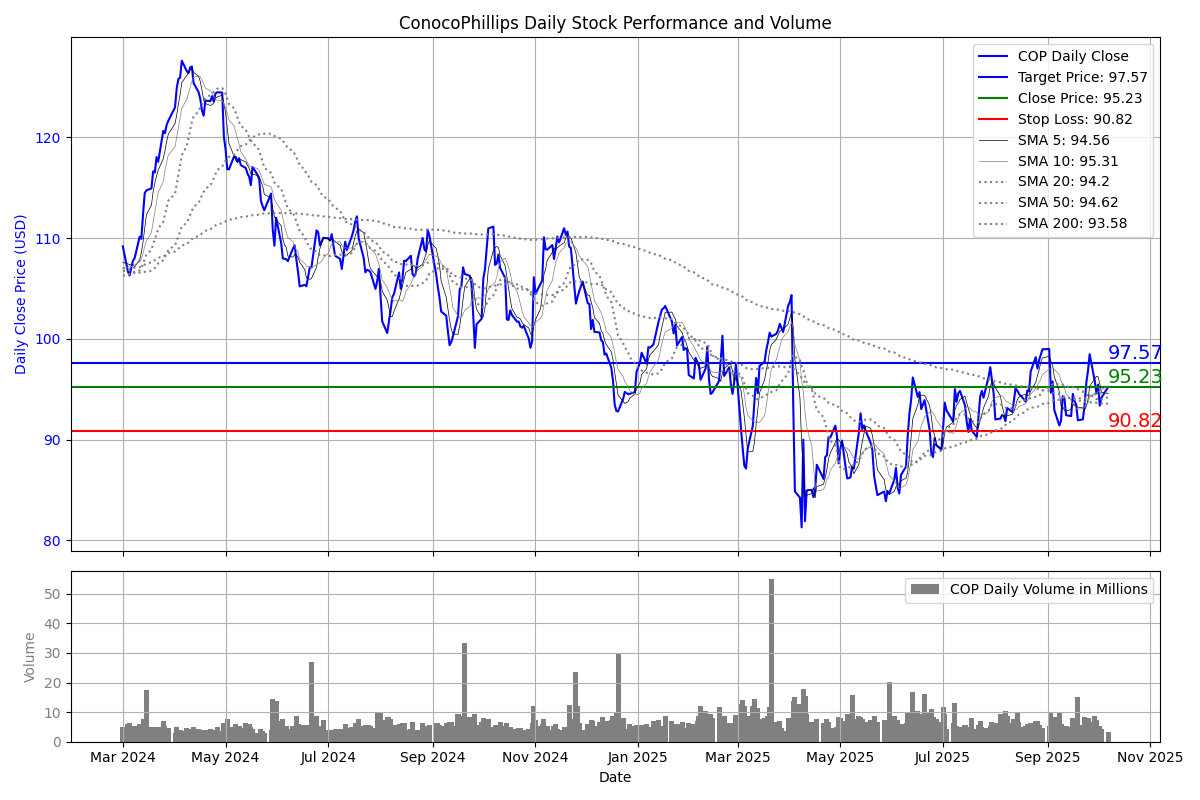 ConocoPhillips Daily Stock Performance and Volume
COP Daily Close
Target Price: 97.57
Close Price: 95.23
Stop Loss: 90.82
SMA 5: 94.56
SMA 10: 95.31
SMA 20: 94.2
SMA 50: 94.62
SMA 200: 93.58
Daily Close Price (USD)
120
110
100
90
80
97.57
95.23
90.82
COP Daily Volume in Millions
Volume
50
40
30
20
10
0
Mar 2024 May 2024 Jul 2024 Sep 2024 Nov 2024 Jan 2025 Mar 2025 May 2025 Jul 2025 Sep 2025 Nov 2025
Date